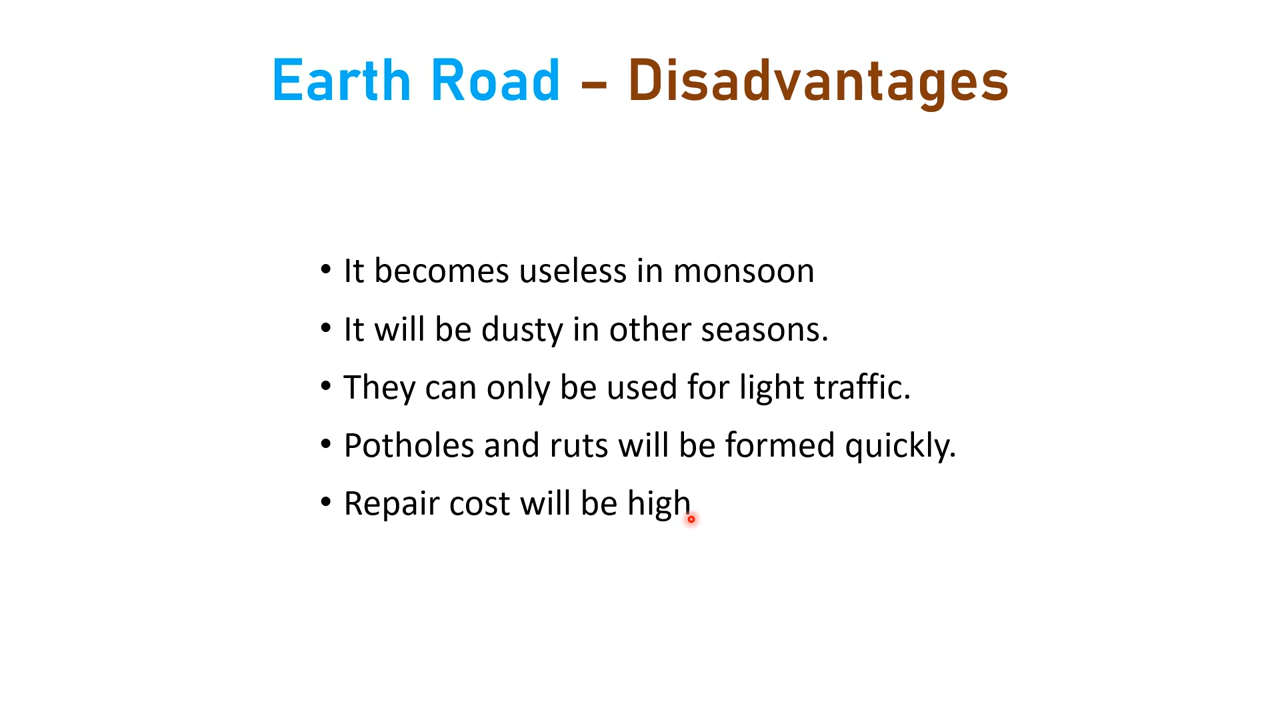 Earth Road – Disadvantages
• It becomes useless in monsoon
• It will be dusty in other seasons.
• They can only be used for light traffic.
• Potholes and ruts will be formed quickly.
• Repair cost will be high